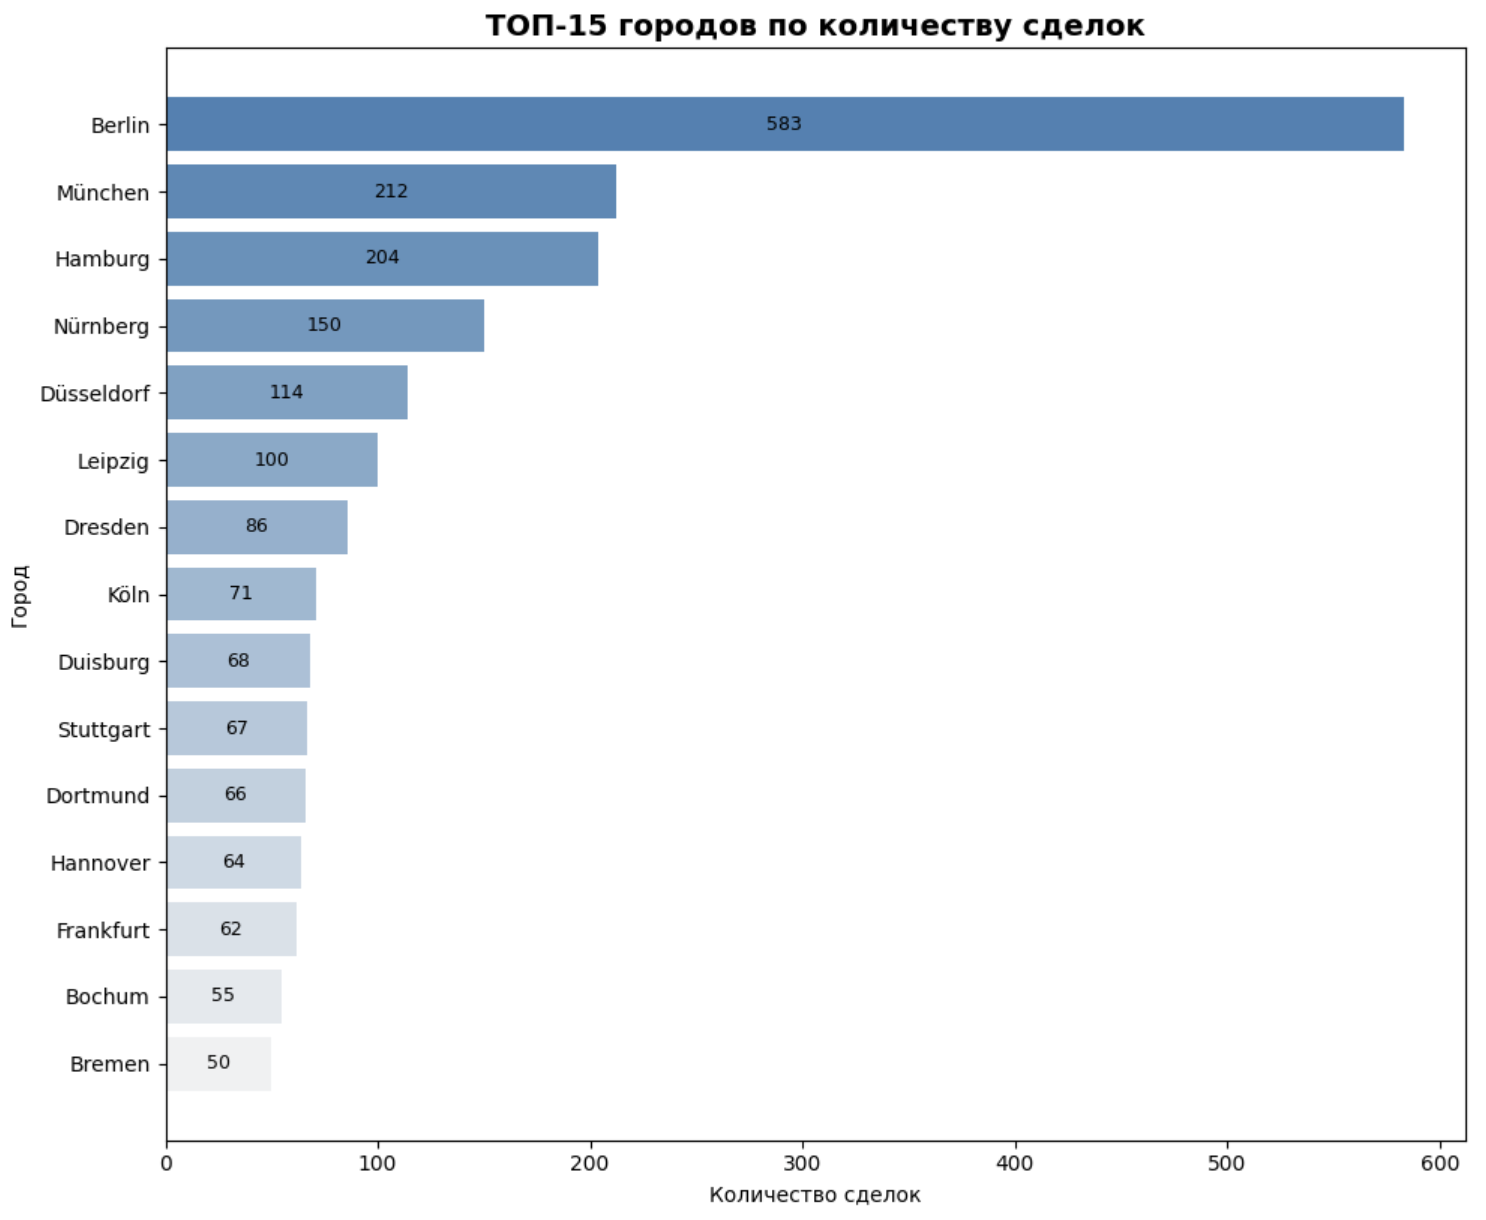 ТОП-15 городов по количеству сделок
Berlin 583
München 212
Hamburg 204
Nürnberg 150
Düsseldorf 114
Leipzig 100
Dresden 86
Köln 71
Duisburg 68
Stuttgart 67
Dortmund 66
Hannover 64
Frankfurt 62
Bochum 55
Bremen 50
Город
0 100 200 300 400 500 600
Количество сделок